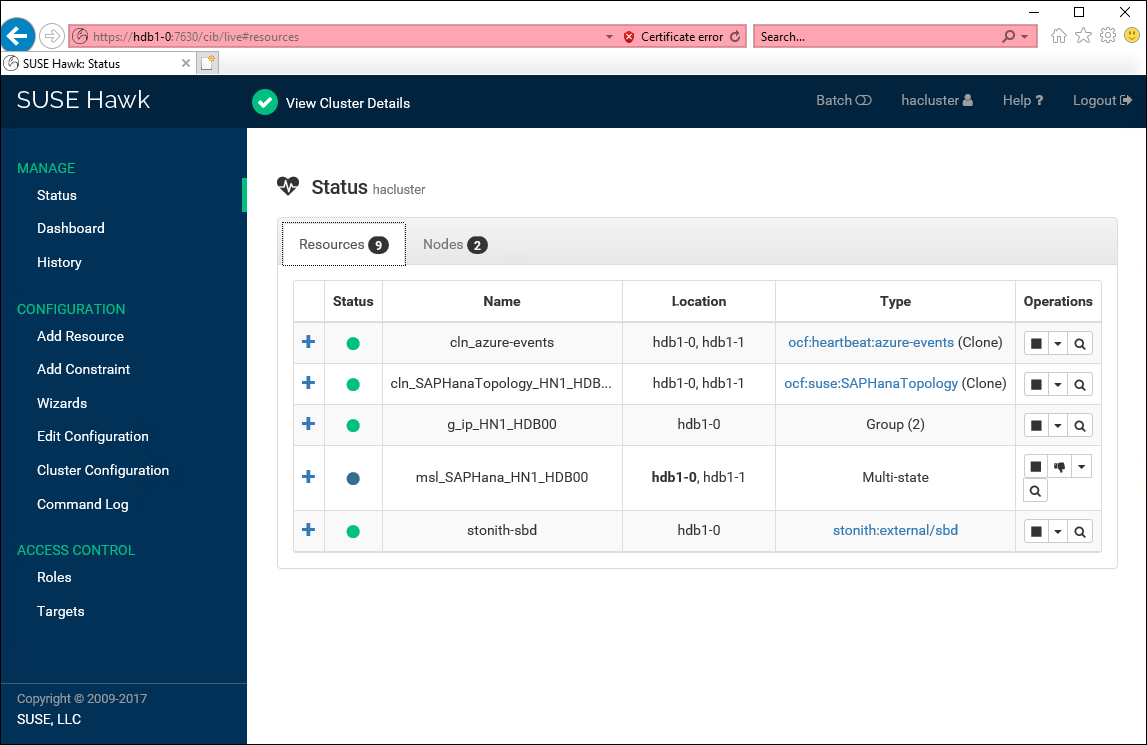 https://hdb1-0:7630/cib/live#resources
Certificate error
Search...
SUSE Hawk: Status
SUSE Hawk
View Cluster Details
Batch
hacluster
Help ?
Logout
MANAGE
Status
Dashboard
History
CONFIGURATION
Add Resource
Add Constraint
Wizards
Edit Configuration
Cluster Configuration
Command Log
ACCESS CONTROL
Roles
Targets
Copyright © 2009-2017
SUSE, LLC
Status hacluster
Resources 9
Nodes 2
Status Name Location Type Operations
cln_azure-events hdb1-0, hdb1-1 ocf:heartbeat:azure-events (Clone)
cln_SAPHanaTopology_HN1_HDB... hdb1-0, hdb1-1 ocf:suse:SAPHanaTopology (Clone)
g_ip_HN1_HDB00 hdb1-0 Group (2)
msl_SAPHana_HN1_HDB00 hdb1-0, hdb1-1 Multi-state
stonith-sbd hdb1-0 stonith:external/sbd